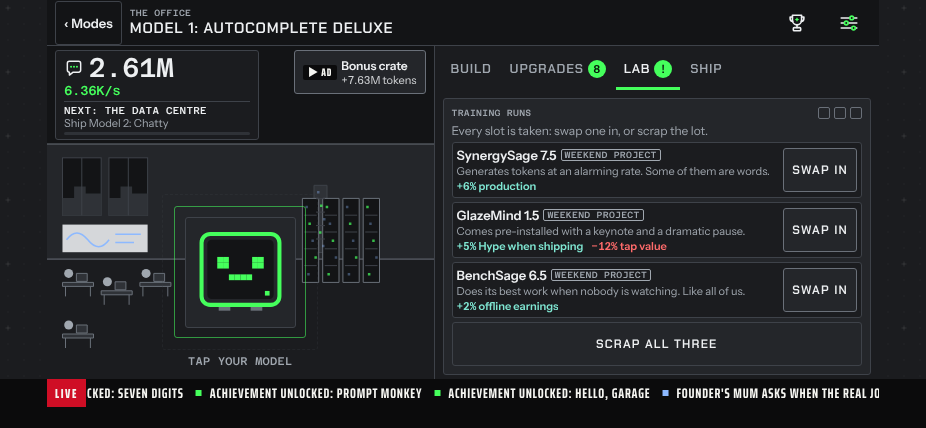 ‹ Modes
THE OFFICE
MODEL 1: AUTOCOMPLETE DELUXE
2.61M
6.36K/s
NEXT: THE DATA CENTRE
Ship Model 2: Chatty
AD
Bonus crate
+7.63M tokens
TAP YOUR MODEL
BUILD
UPGRADES 8
LAB !
SHIP
TRAINING RUNS
Every slot is taken: swap one in, or scrap the lot.
SynergySage 7.5 WEEKEND PROJECT
Generates tokens at an alarming rate. Some of them are words.
+6% production
SWAP IN
GlazeMind 1.5 WEEKEND PROJECT
Comes pre-installed with a keynote and a dramatic pause.
+5% Hype when shipping −12% tap value
SWAP IN
BenchSage 6.5 WEEKEND PROJECT
Does its best work when nobody is watching. Like all of us.
+2% offline earnings
SWAP IN
SCRAP ALL THREE
LIVE CKED: SEVEN DIGITS ACHIEVEMENT UNLOCKED: PROMPT MONKEY ACHIEVEMENT UNLOCKED: HELLO, GARAGE FOUNDER'S MUM ASKS WHEN THE REAL JO